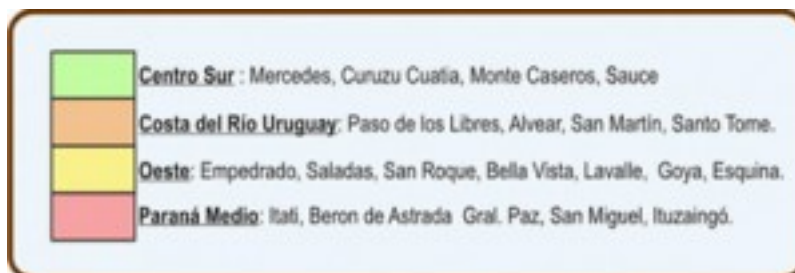 Centro Sur : Mercedes, Curuzu Cuatia, Monte Caseros, Sauce
Costa del Río Uruguay: Paso de los Libres, Alvear, San Martín, Santo Tome.
Oeste: Empedrado, Saladas, San Roque, Bella Vista, Lavalle, Goya, Esquina.
Paraná Medio: Itati, Beron de Astrada Gral. Paz, San Miguel, Ituzaingó.